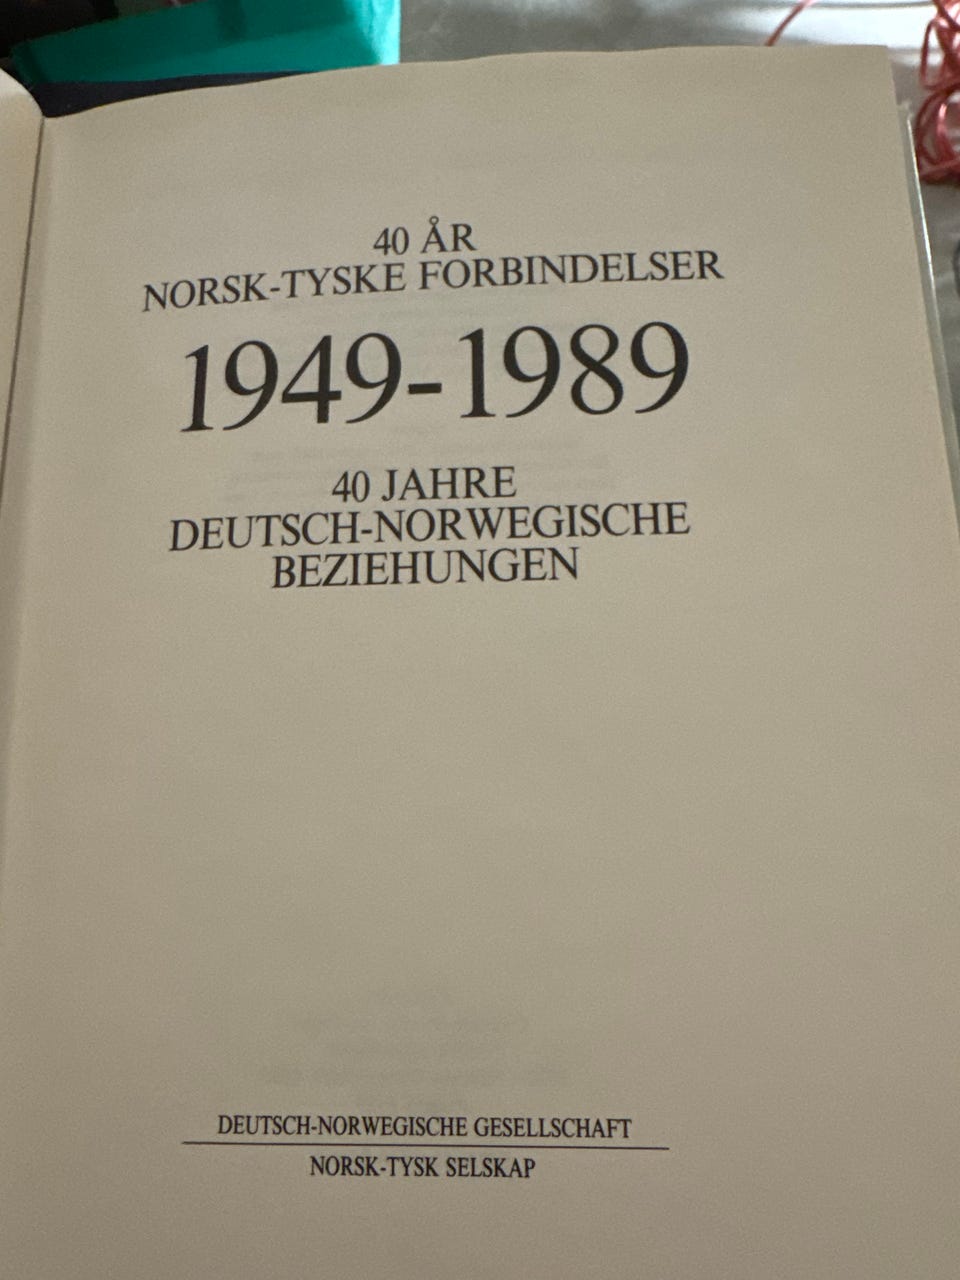 40 ÅR
NORSK-TYSKE FORBINDELSER
1949-1989
40 JAHRE
DEUTSCH-NORWEGISCHE
BEZIEHUNGEN
DEUTSCH-NORWEGISCHE GESELLSCHAFT
NORSK-TYSK SELSKAP